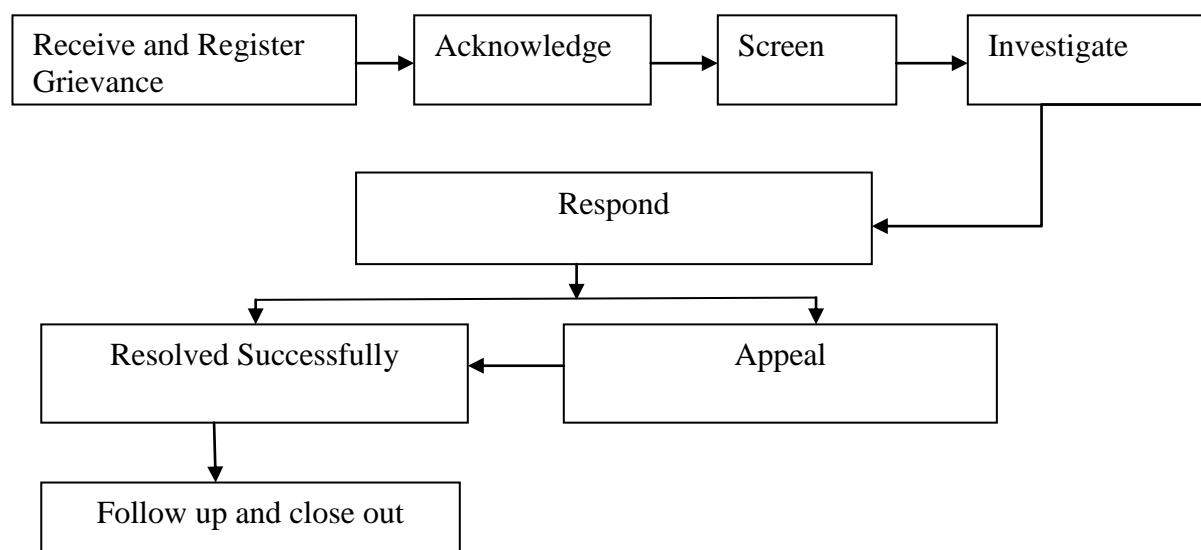 Receive and Register
Grievance
Acknowledge
Screen
Investigate
Respond
Resolved Successfully
Appeal
Follow up and close out